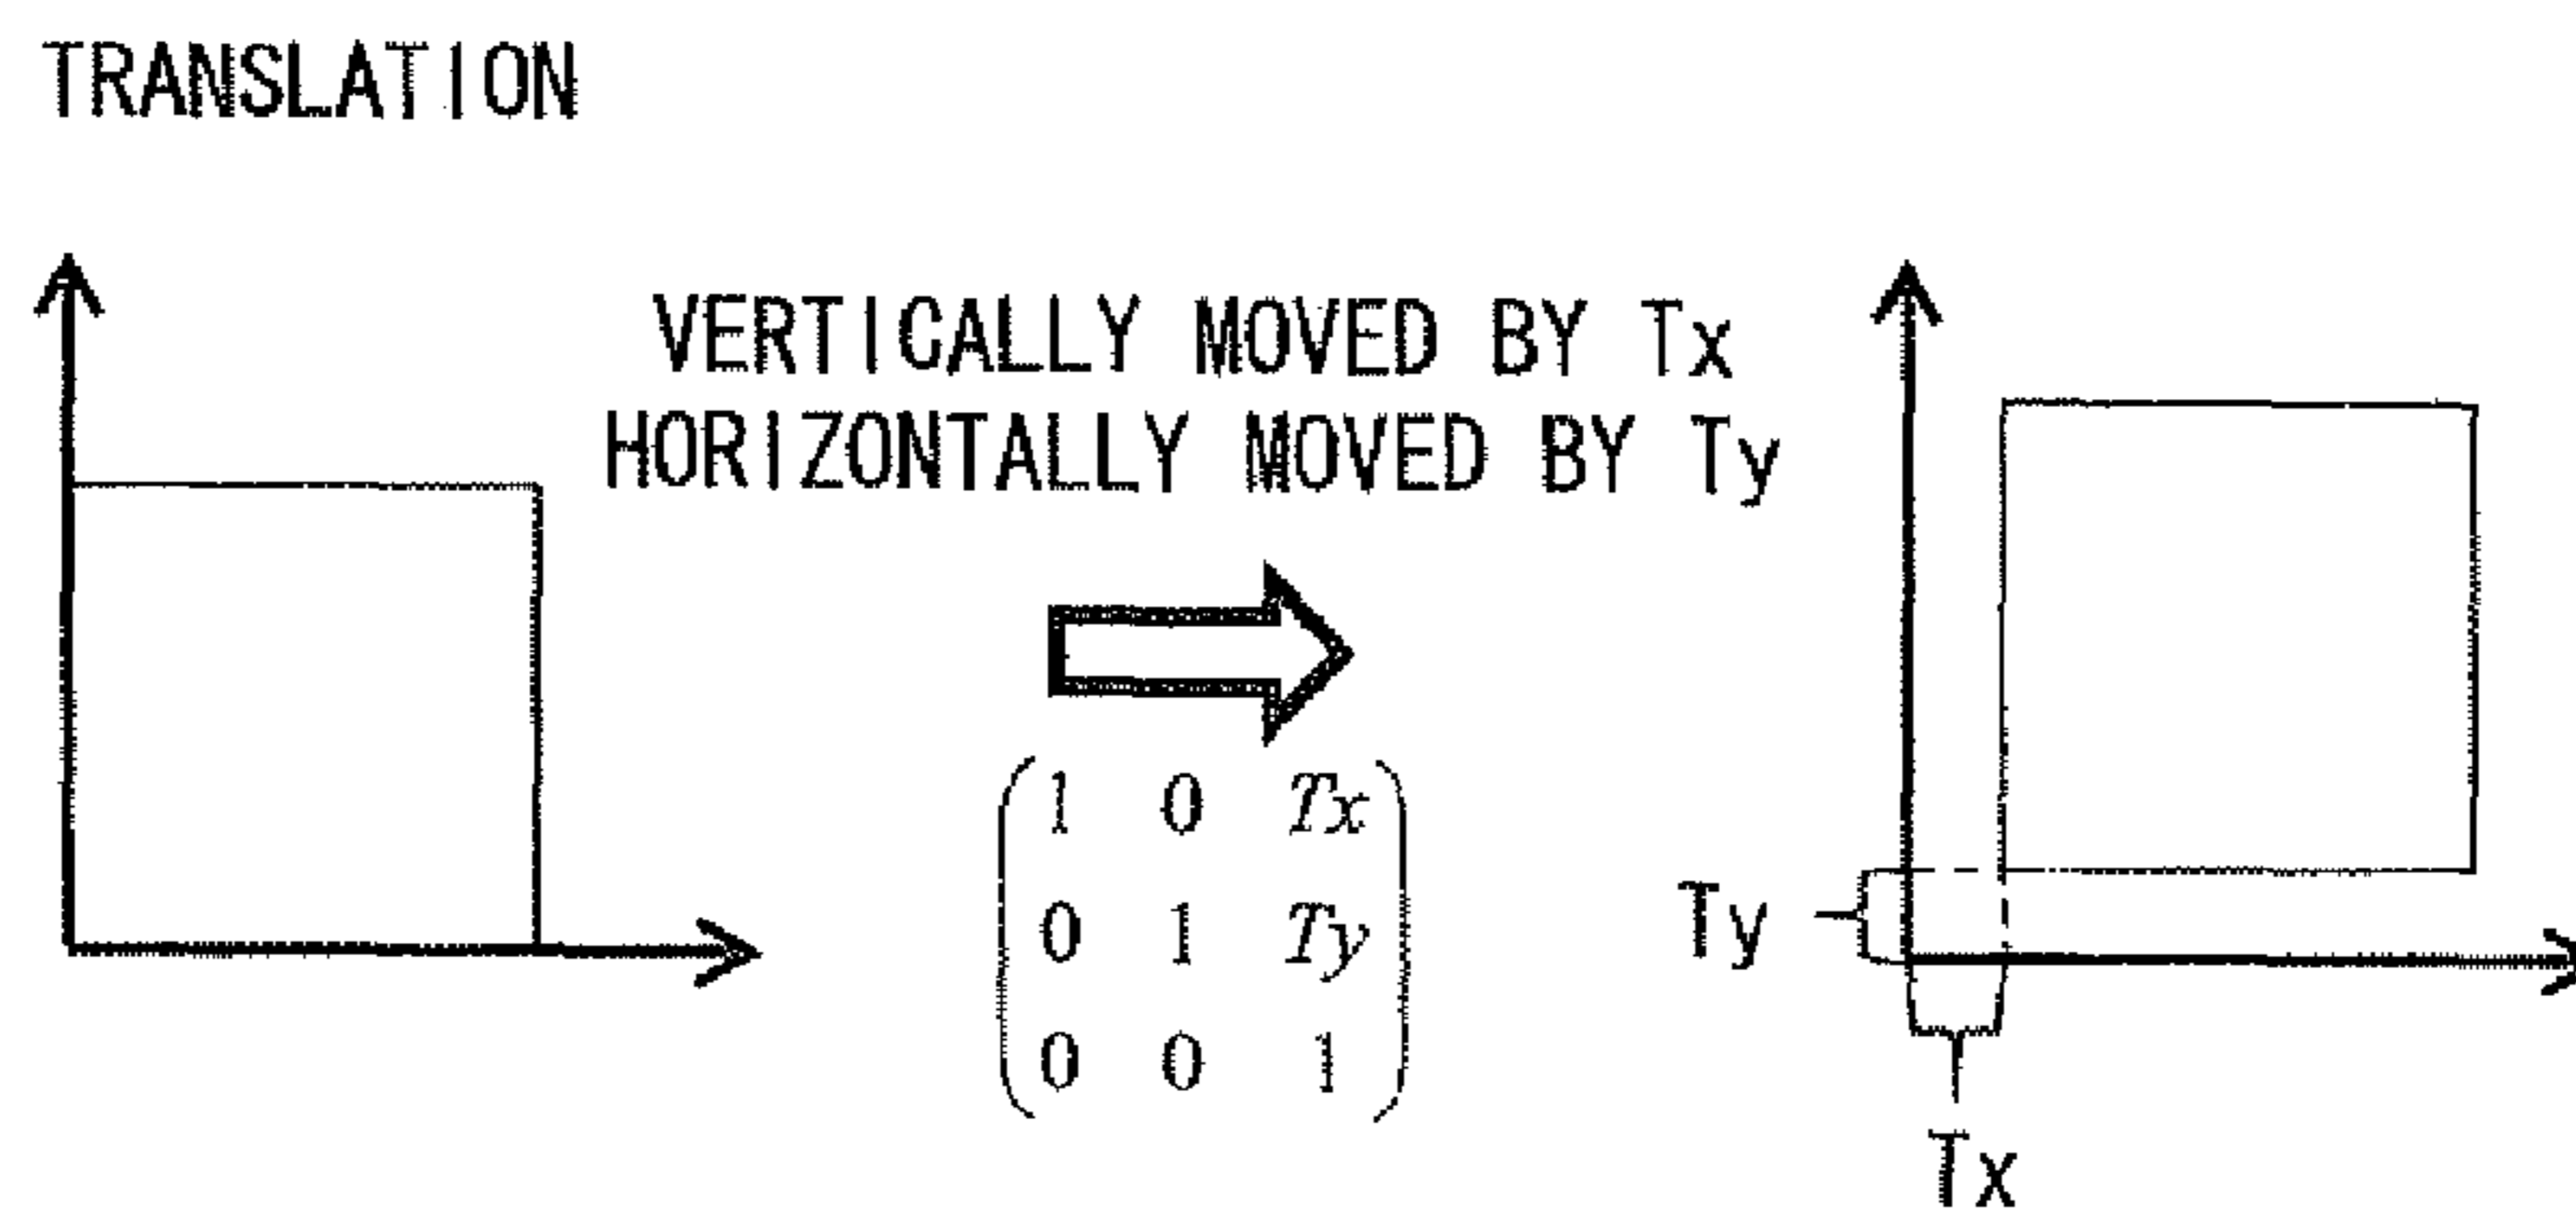 TRANSLATION
VERTICALLY MOVED BY Tx
HORIZONTALLY MOVED BY Ty
1 0 Tx
0 1 Ty
0 0 1
Ty
Tx